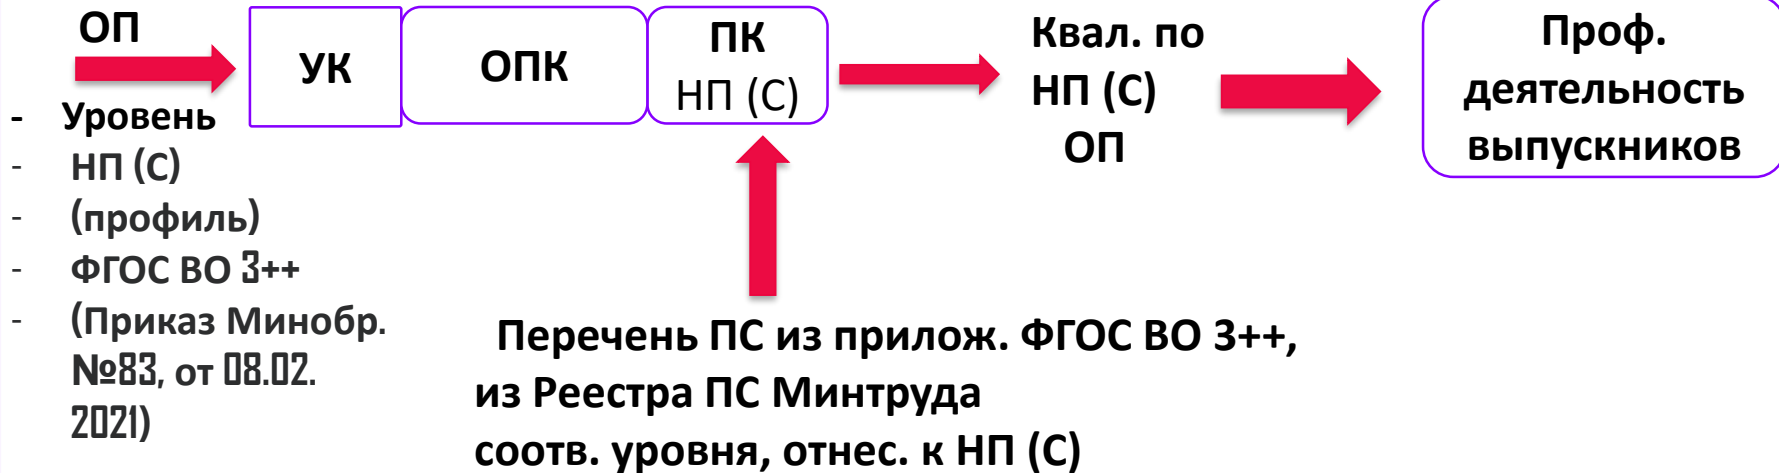 ОП
- Уровень
- НП (С)
- (профиль)
- ФГОС ВО 3++
- (Приказ Минобр.
№83, от 08.02.
2021)
УК
ОПК
ПК
НП (С)
Перечень ПС из прилож. ФГОС ВО 3++,
из Реестра ПС Минтруда
соотв. уровня, отнес. к НП (С)
Квал. по
НП (С)
ОП
Проф.
деятельность
выпускников